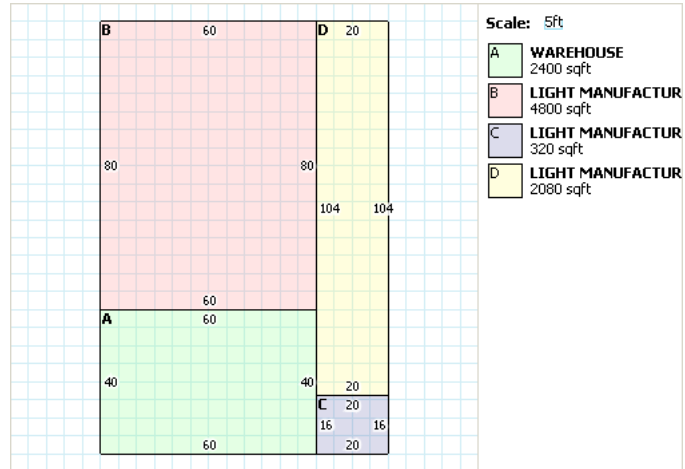 B 60 D 20
80 80
104 104
60
A 60
40 40
20
C 20
16 16
60 20
Scale: 5ft
A WAREHOUSE
2400 sqft
B LIGHT MANUFACTUR
4800 sqft
C LIGHT MANUFACTUR
320 sqft
D LIGHT MANUFACTUR
2080 sqft